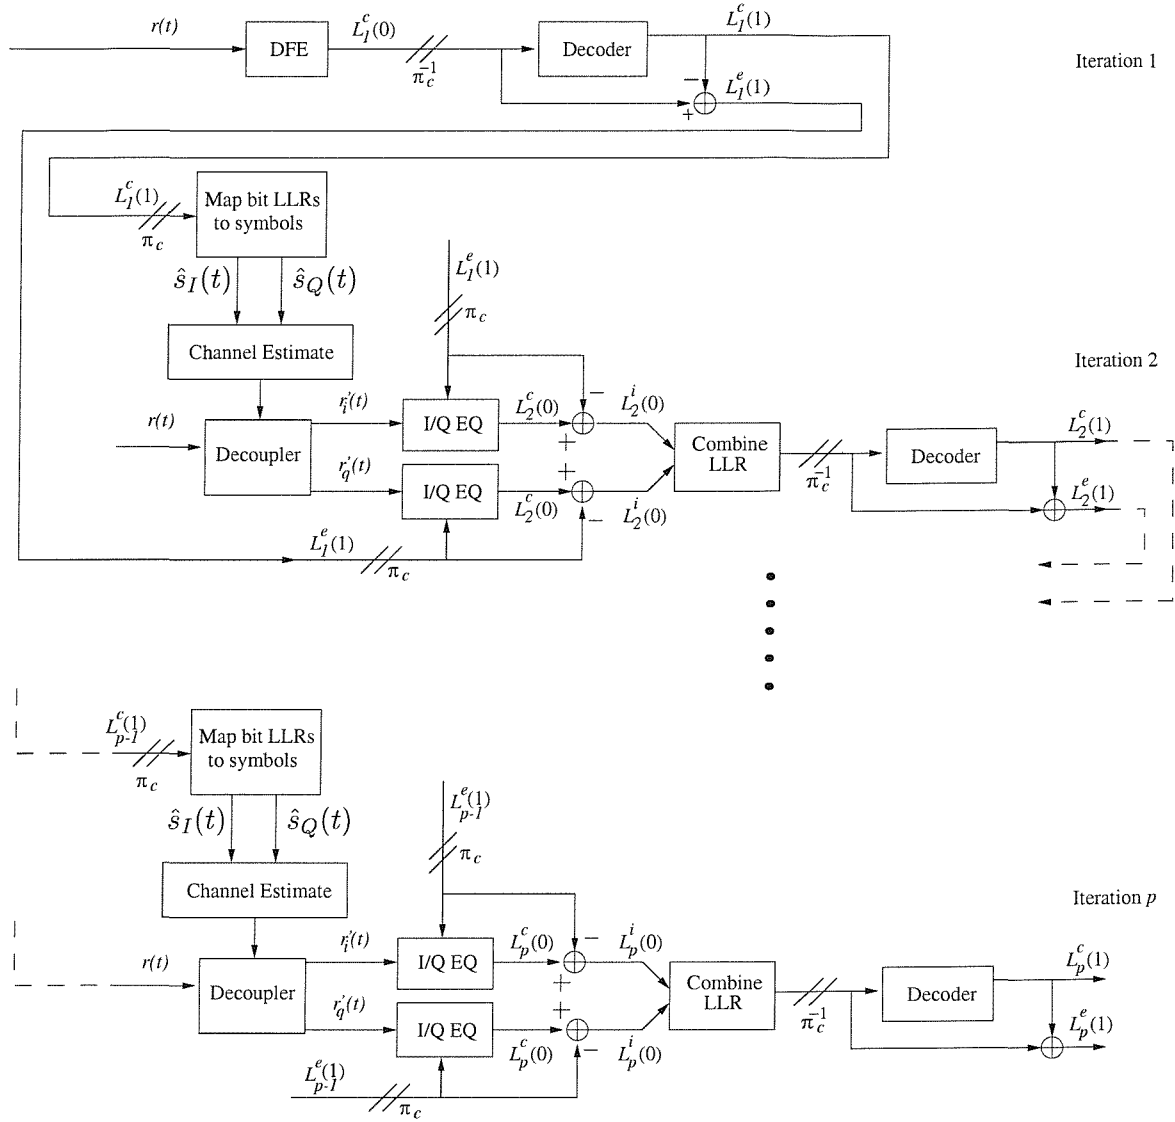 r(t)
DFE
L_1^c(0)
π_c^{-1}
Decoder
L_1^c(1)
−
+
L_1^e(1)
Iteration 1
L_1^c(1)
π_c
Map bit LLRs
to symbols
ŝ_I(t)
ŝ_Q(t)
Channel Estimate
L_1^e(1)
π_c
Iteration 2
r(t)
Decoupler
r_i'(t)
r_q'(t)
I/Q EQ
I/Q EQ
L_2^c(0)
L_2^c(0)
−
+
+
−
L_2^i(0)
L_2^i(0)
Combine
LLR
π_c^{-1}
Decoder
L_2^c(1)
L_2^e(1)
L_1^e(1)
π_c
L_{p-1}^c(1)
π_c
Map bit LLRs
to symbols
ŝ_I(t)
ŝ_Q(t)
Channel Estimate
L_{p-1}^e(1)
π_c
Iteration p
r(t)
Decoupler
r_i'(t)
r_q'(t)
I/Q EQ
I/Q EQ
L_p^c(0)
L_p^c(0)
−
+
+
−
L_p^i(0)
L_p^i(0)
Combine
LLR
π_c^{-1}
Decoder
L_p^c(1)
L_p^e(1)
L_{p-1}^e(1)
π_c